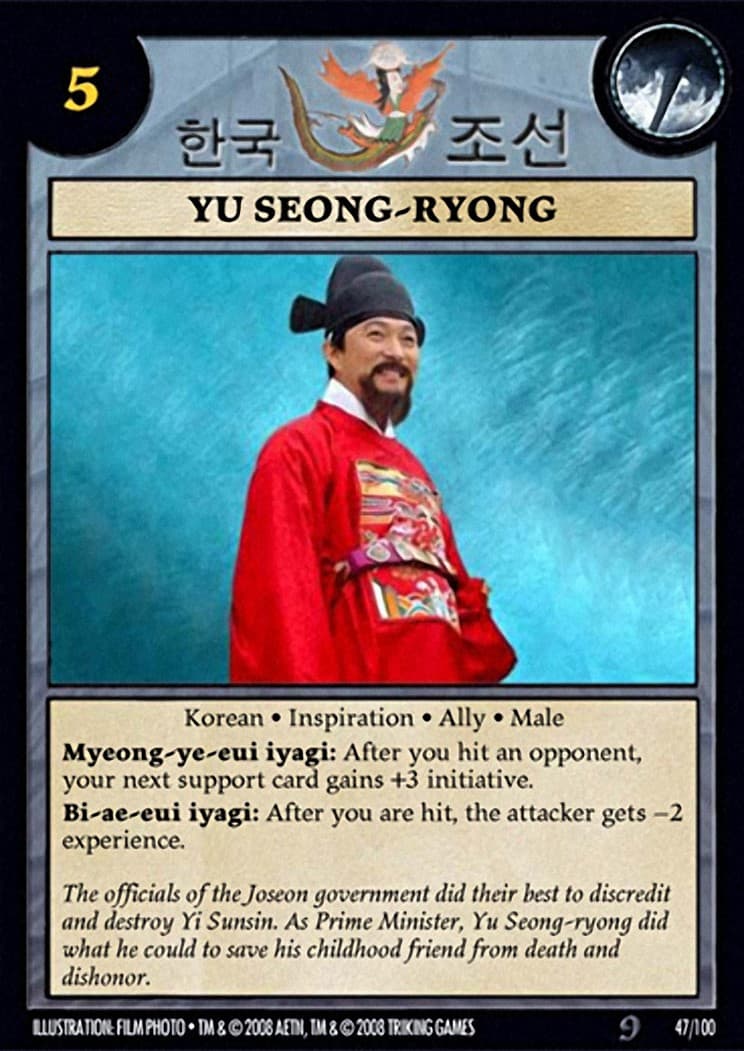 5
한국 조선
YU SEONG-RYONG
Korean • Inspiration • Ally • Male
Myeong-ye-eui iyagi: After you hit an opponent,
your next support card gains +3 initiative.
Bi-ae-eui iyagi: After you are hit, the attacker gets −2
experience.
The officials of the Joseon government did their best to discredit
and destroy Yi Sunsin. As Prime Minister, Yu Seong-ryong did
what he could to save his childhood friend from death and
dishonor.
ILLUSTRATION: FILM PHOTO • TM & © 2008 AETN, TM & © 2008 TRIKING GAMES 9 47/100